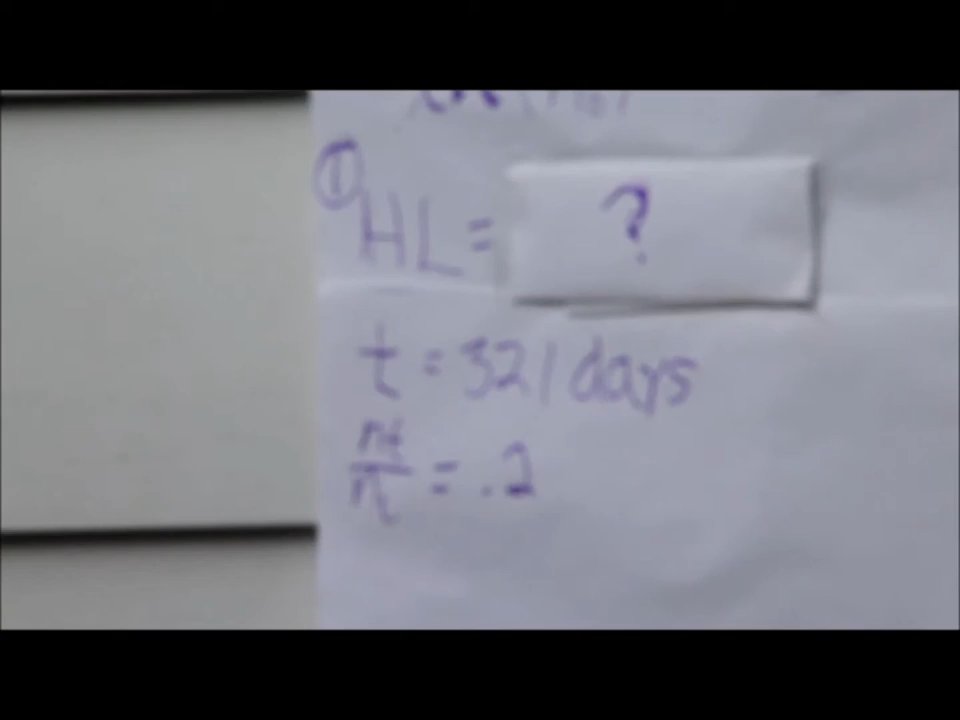 ①
HL = ?
t = 321 days
nt
ni = .2